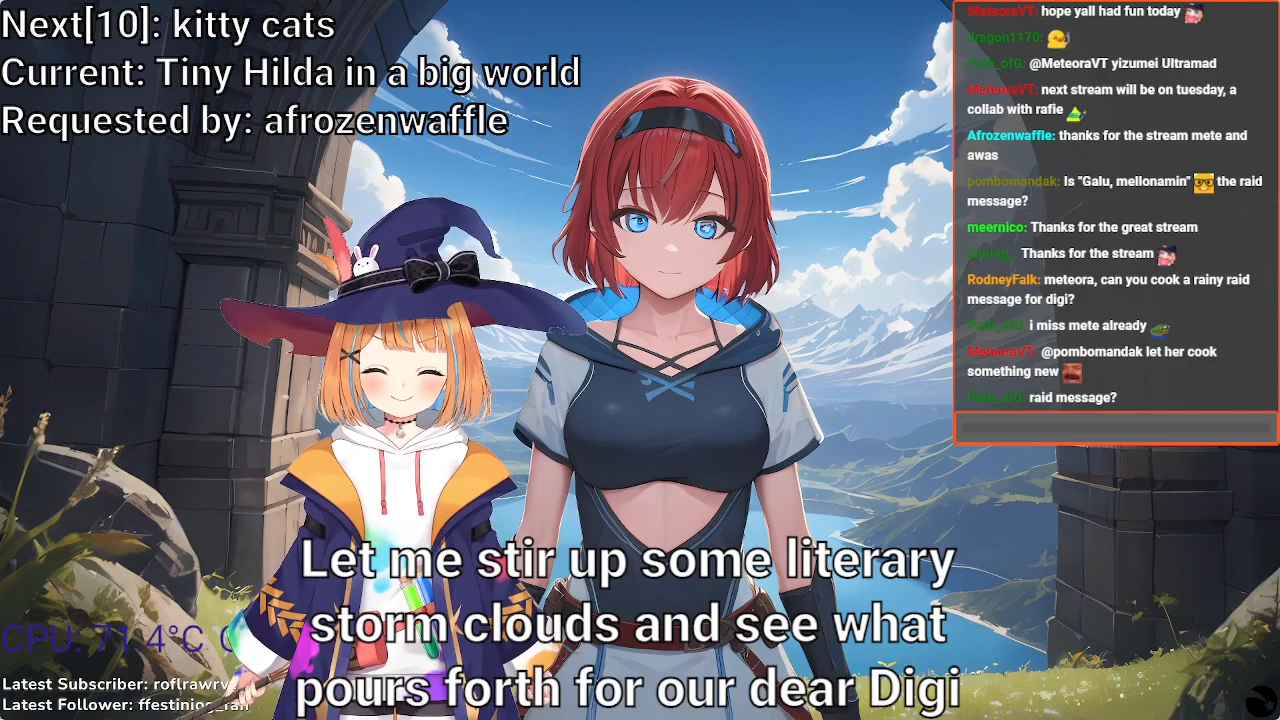 Next[10]: kitty cats
Current: Tiny Hilda in a big world
Requested by: afrozenwaffle
MeteoraVT: hope yall had fun today
dragon1170:
@MeteoraVT yizumei Ultramad
MeteoraVT: next stream will be on tuesday, a
collab with rafie
Afrozenwaffle: thanks for the stream mete and
awas
pombomandak: Is "Galu, mellonamin" the raid
message?
meernico: Thanks for the great stream
Thanks for the stream
RodneyFalk: meteora, can you cook a rainy raid
message for digi?
i miss mete already
MeteoraVT: @pombomandak let her cook
something new
raid message?
Let me stir up some literary
storm clouds and see what
pours forth for our dear Digi
CPU: 71.4°C
Latest Subscriber: roflrawrv
Latest Follower: